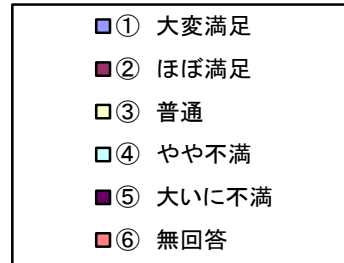 ① 大変満足
② ほぼ満足
③ 普通
④ やや不満
⑤ 大いに不満
⑥ 無回答